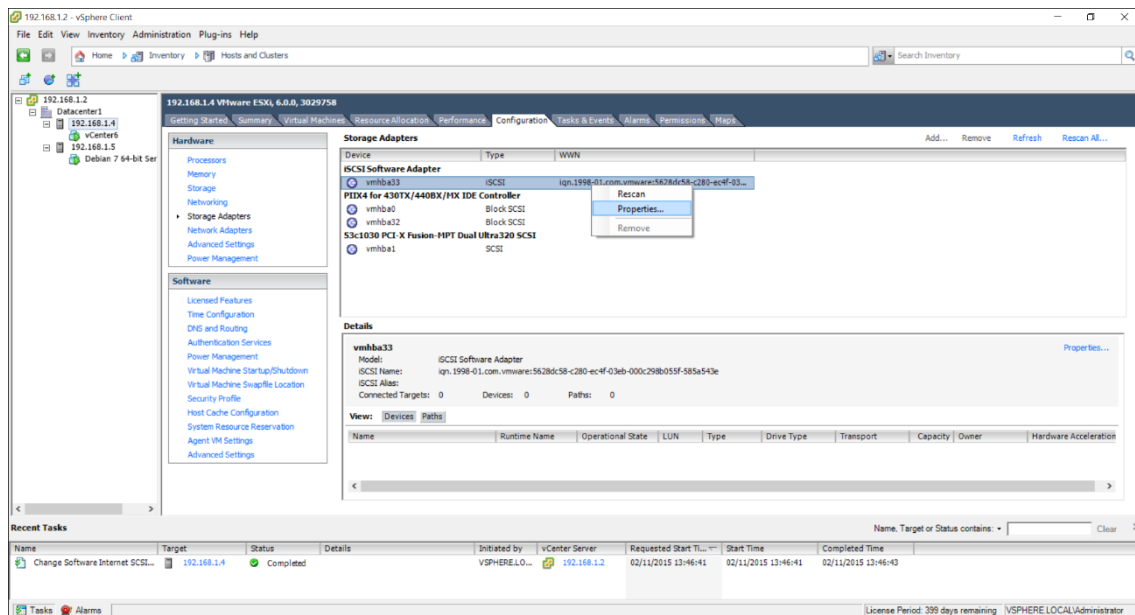 192.168.1.2 - vSphere Client
File Edit View Inventory Administration Plug-ins Help
Home Inventory Hosts and Clusters
Search Inventory
192.168.1.2
Datacenter1
192.168.1.4
vCenter6
192.168.1.5
Debian 7 64-bit Ser
192.168.1.4 VMware ESXi, 6.0.0, 3029758
Getting Started Summary Virtual Machines Resource Allocation Performance Configuration Tasks & Events Alarms Permissions Maps
Hardware
Processors
Memory
Storage
Networking
Storage Adapters
Network Adapters
Advanced Settings
Power Management
Software
Licensed Features
Time Configuration
DNS and Routing
Authentication Services
Power Management
Virtual Machine Startup/Shutdown
Virtual Machine Swapfile Location
Security Profile
Host Cache Configuration
System Resource Reservation
Agent VM Settings
Advanced Settings
Storage Adapters
Add... Remove Refresh Rescan All...
Device Type WWN
iSCSI Software Adapter
vmhba33 iSCSI iqn.1998-01.com.vmware:5628dc58-c280-ec4f-03...
PIIX4 for 430TX/440BX/MX IDE Controller
vmhba0 Block SCSI
vmhba32 Block SCSI
53c1030 PCI-X Fusion-MPT Dual Ultra320 SCSI
vmhba1 SCSI
Rescan
Properties...
Remove
Details
vmhba33
Properties...
Model: iSCSI Software Adapter
iSCSI Name: iqn.1998-01.com.vmware:5628dc58-c280-ec4f-03eb-000c298b055f-585a543e
iSCSI Alias:
Connected Targets: 0 Devices: 0 Paths: 0
View: Devices Paths
Name Runtime Name Operational State LUN Type Drive Type Transport Capacity Owner Hardware Acceleration
Recent Tasks
Name, Target or Status contains: Clear
Name Target Status Details Initiated by vCenter Server Requested Start Ti... Start Time Completed Time
Change Software Internet SCSI... 192.168.1.4 Completed VSPHERE.LO... 192.168.1.2 02/11/2015 13:46:41 02/11/2015 13:46:41 02/11/2015 13:46:43
Tasks Alarms
License Period: 399 days remaining VSPHERE.LOCAL\Administrator